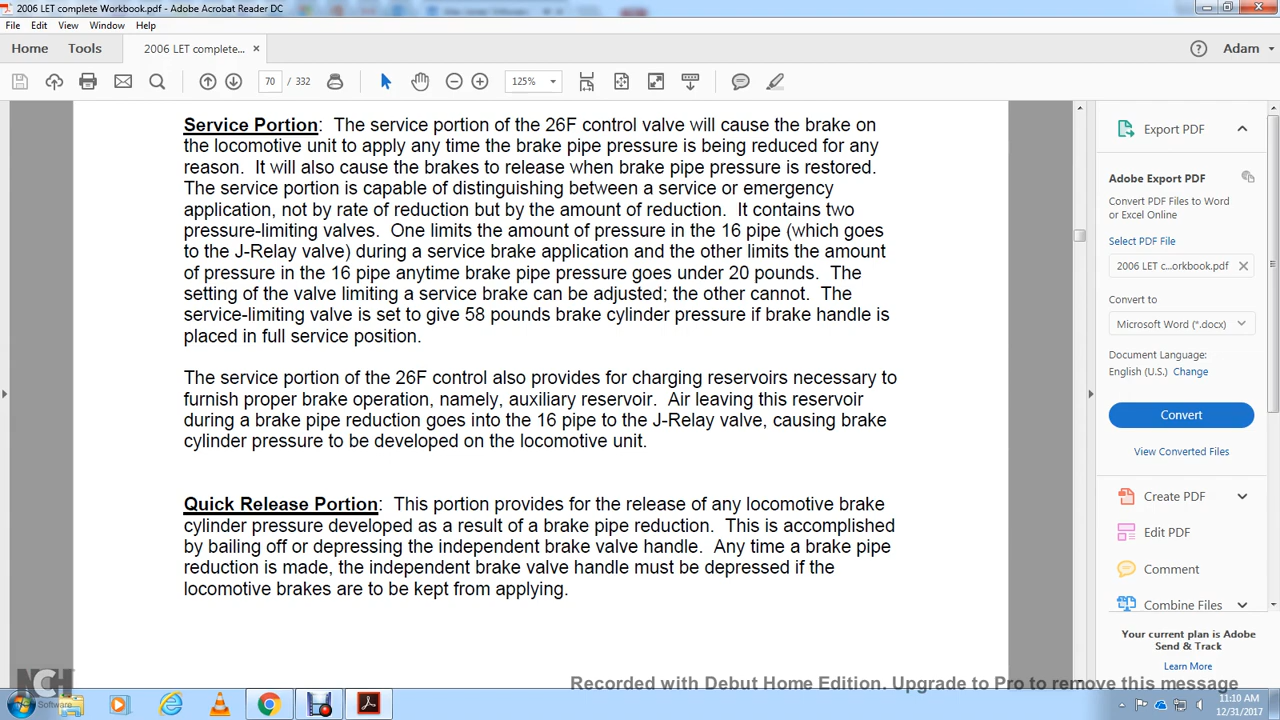 2006 LET complete Workbook.pdf - Adobe Acrobat Reader DC
File Edit View Window Help
Home Tools 2006 LET complete... × Adam
70 / 332 125%
Service Portion: The service portion of the 26F control valve will cause the brake on
the locomotive unit to apply any time the brake pipe pressure is being reduced for any
reason. It will also cause the brakes to release when brake pipe pressure is restored.
The service portion is capable of distinguishing between a service or emergency
application, not by rate of reduction but by the amount of reduction. It contains two
pressure-limiting valves. One limits the amount of pressure in the 16 pipe (which goes
to the J-Relay valve) during a service brake application and the other limits the amount
of pressure in the 16 pipe anytime brake pipe pressure goes under 20 pounds. The
setting of the valve limiting a service brake can be adjusted; the other cannot. The
service-limiting valve is set to give 58 pounds brake cylinder pressure if brake handle is
placed in full service position.
The service portion of the 26F control also provides for charging reservoirs necessary to
furnish proper brake operation, namely, auxiliary reservoir. Air leaving this reservoir
during a brake pipe reduction goes into the 16 pipe to the J-Relay valve, causing brake
cylinder pressure to be developed on the locomotive unit.
Quick Release Portion: This portion provides for the release of any locomotive brake
cylinder pressure developed as a result of a brake pipe reduction. This is accomplished
by bailing off or depressing the independent brake valve handle. Any time a brake pipe
reduction is made, the independent brake valve handle must be depressed if the
locomotive brakes are to be kept from applying.
Export PDF
Adobe Export PDF
Convert PDF Files to Word
or Excel Online
Select PDF File
2006 LET c...orkbook.pdf
Convert to
Microsoft Word (*.docx)
Document Language:
English (U.S.) Change
Convert
View Converted Files
Create PDF
Edit PDF
Comment
Combine Files
Your current plan is Adobe
Send & Track
Learn More
NCH
Software
Recorded with Debut Home Edition. Upgrade to Pro to remove this message
11:10 AM
12/31/2017